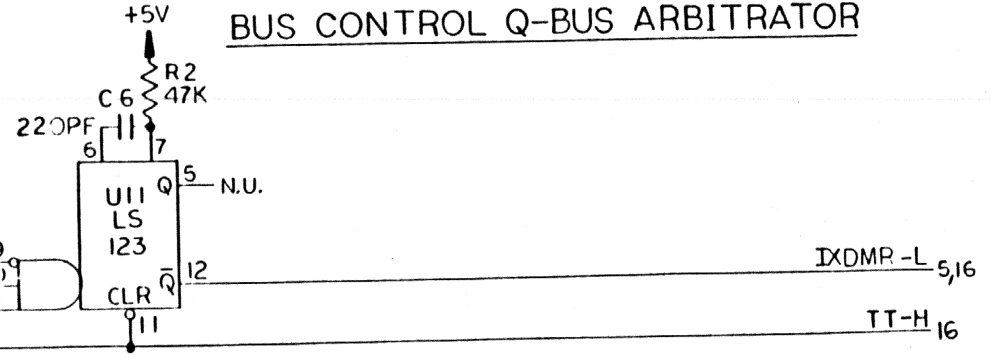 +5V
BUS CONTROL Q-BUS ARBITRATOR
R2
47K
C6
220PF
6
7
U11
LS
123
Q
5
N.U.
Q̅
12
IXDMR-L 5,16
CLR
11
TT-H 16